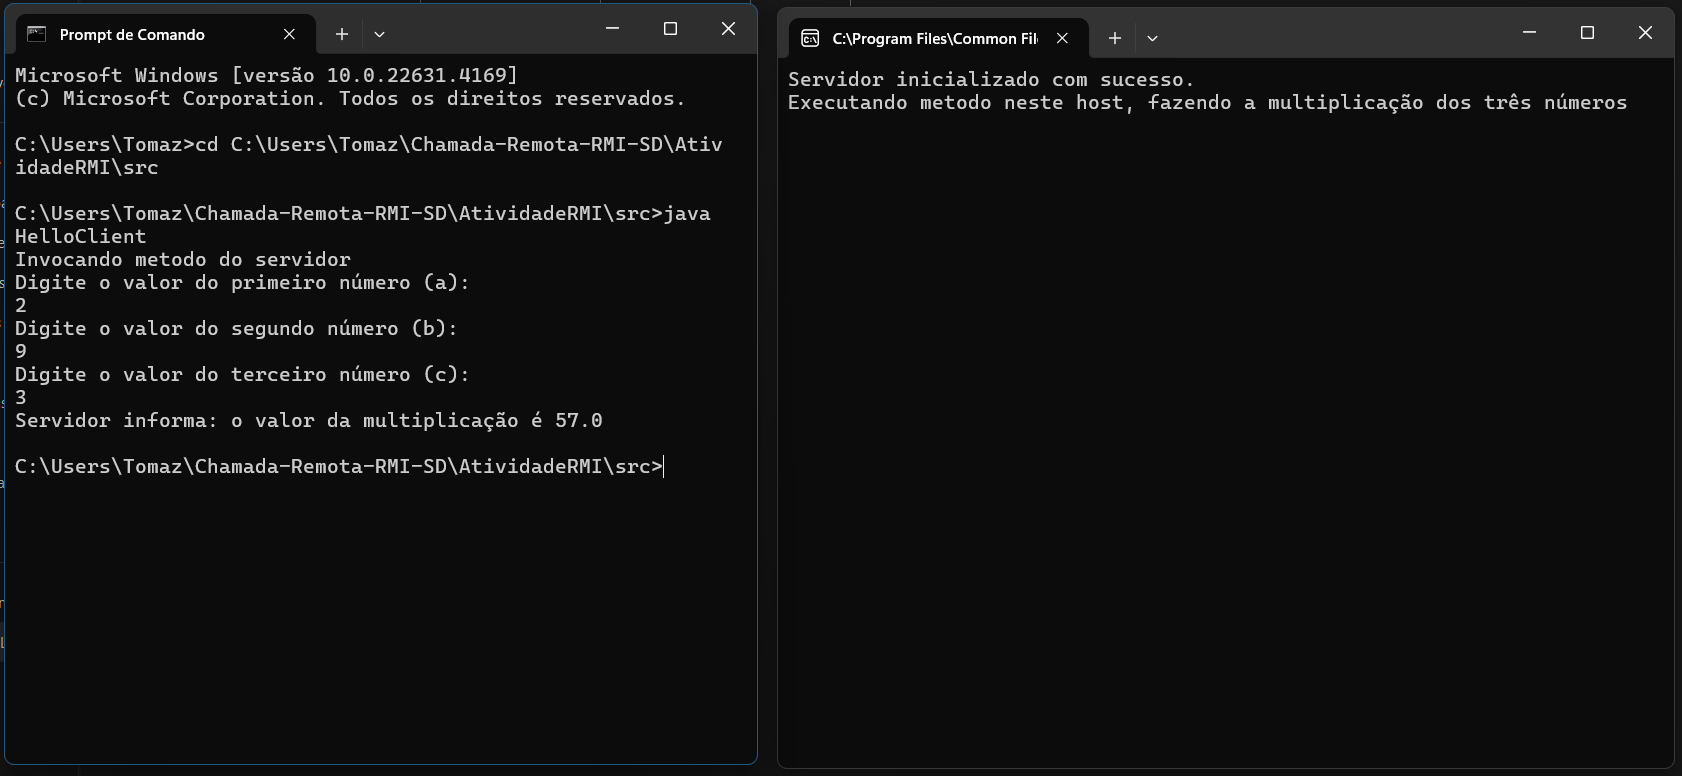 Prompt de Comando
Microsoft Windows [versão 10.0.22631.4169]
(c) Microsoft Corporation. Todos os direitos reservados.
C:\Users\Tomaz>cd C:\Users\Tomaz\Chamada-Remota-RMI-SD\Ativ
idadeRMI\src
C:\Users\Tomaz\Chamada-Remota-RMI-SD\AtividadeRMI\src>java
HelloClient
Invocando metodo do servidor
Digite o valor do primeiro número (a):
2
Digite o valor do segundo número (b):
9
Digite o valor do terceiro número (c):
3
Servidor informa: o valor da multiplicação é 57.0
C:\Users\Tomaz\Chamada-Remota-RMI-SD\AtividadeRMI\src>
C:\Program Files\Common Fil
Servidor inicializado com sucesso.
Executando metodo neste host, fazendo a multiplicação dos três números